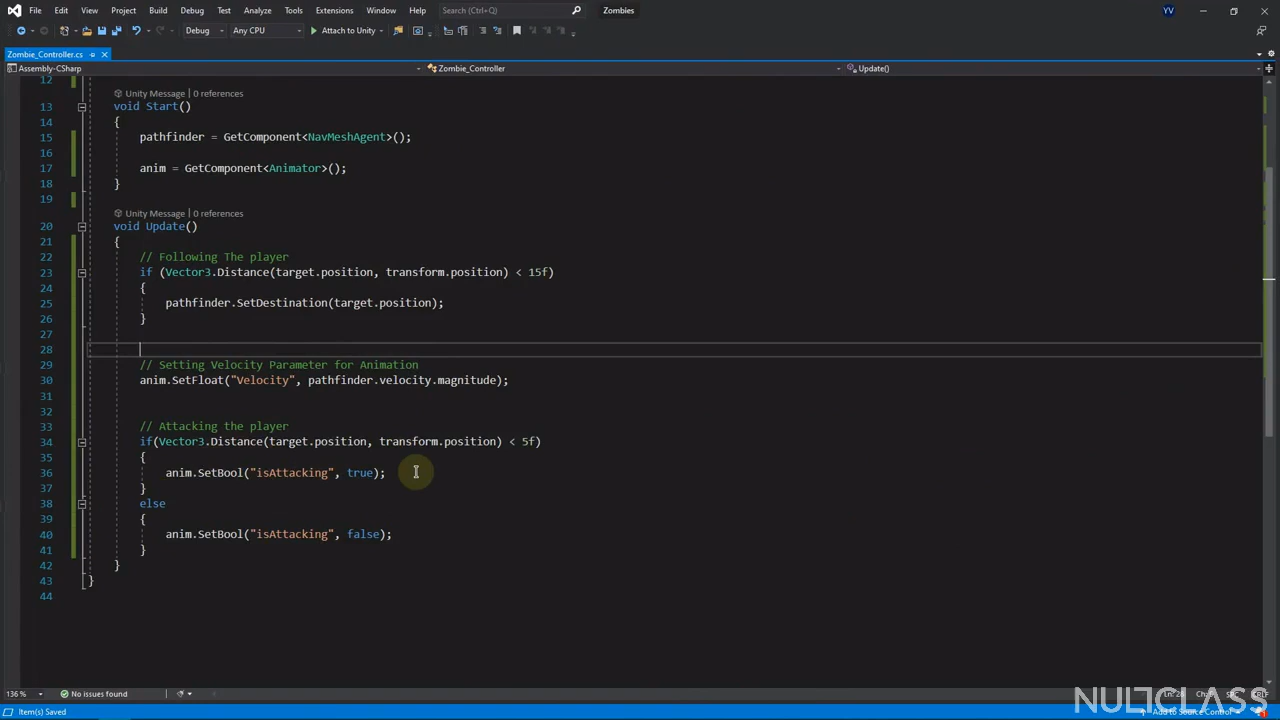 File Edit View Project Build Debug Test Analyze Tools Extensions Window Help Search (Ctrl+Q) Zombies YV
Debug Any CPU Attach to Unity
Zombie_Controller.cs
Assembly-CSharp Zombie_Controller Update()
12
Unity Message | 0 references
13 void Start()
14 {
15 pathfinder = GetComponent<NavMeshAgent>();
16
17 anim = GetComponent<Animator>();
18 }
19
Unity Message | 0 references
20 void Update()
21 {
22 // Following The player
23 if (Vector3.Distance(target.position, transform.position) < 15f)
24 {
25 pathfinder.SetDestination(target.position);
26 }
27
28
29 // Setting Velocity Parameter for Animation
30 anim.SetFloat("Velocity", pathfinder.velocity.magnitude);
31
32
33 // Attacking the player
34 if(Vector3.Distance(target.position, transform.position) < 5f)
35 {
36 anim.SetBool("isAttacking", true);
37 }
38 else
39 {
40 anim.SetBool("isAttacking", false);
41 }
42 }
43 }
44
136 % No issues found
NULLCLASS
Item(s) Saved Add to Source Control